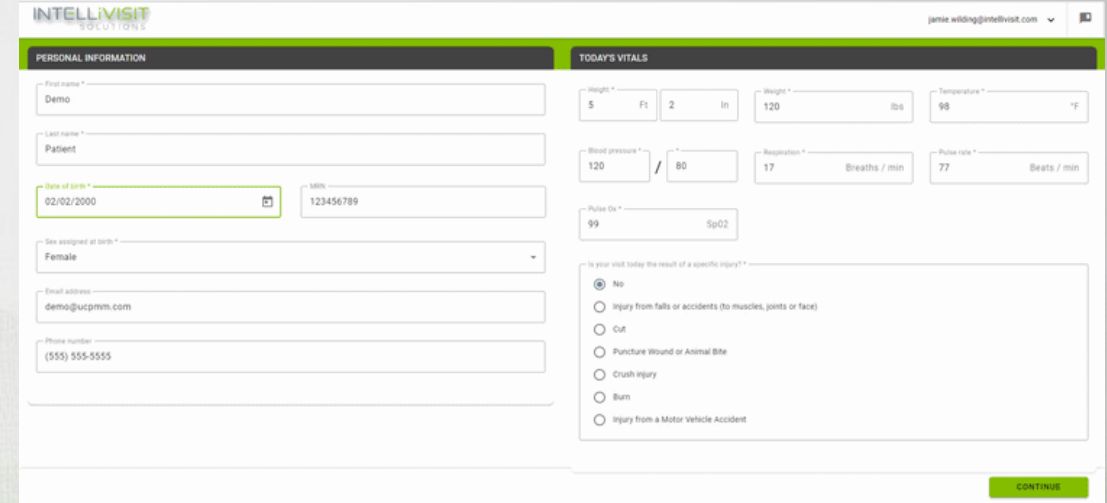 INTELLiVISIT
SOLUTIONS
jamie.wilding@intellivisit.com
PERSONAL INFORMATION
First name *
Demo
Last name *
Patient
Date of birth *
02/02/2000
MRN
123456789
Sex assigned at birth *
Female
Email address
demo@ucpmm.com
Phone number
(555) 555-5555
TODAY'S VITALS
Height *
5 Ft 2 In
Weight *
120 lbs
Temperature *
98 °F
Blood pressure * *
120 / 80
Respiration *
17 Breaths / min
Pulse rate *
77 Beats / min
Pulse Ox *
99 Sp02
Is your visit today the result of a specific injury? *
No
Injury from falls or accidents (to muscles, joints or face)
Cut
Puncture Wound or Animal Bite
Crush injury
Burn
Injury from a Motor Vehicle Accident
CONTINUE